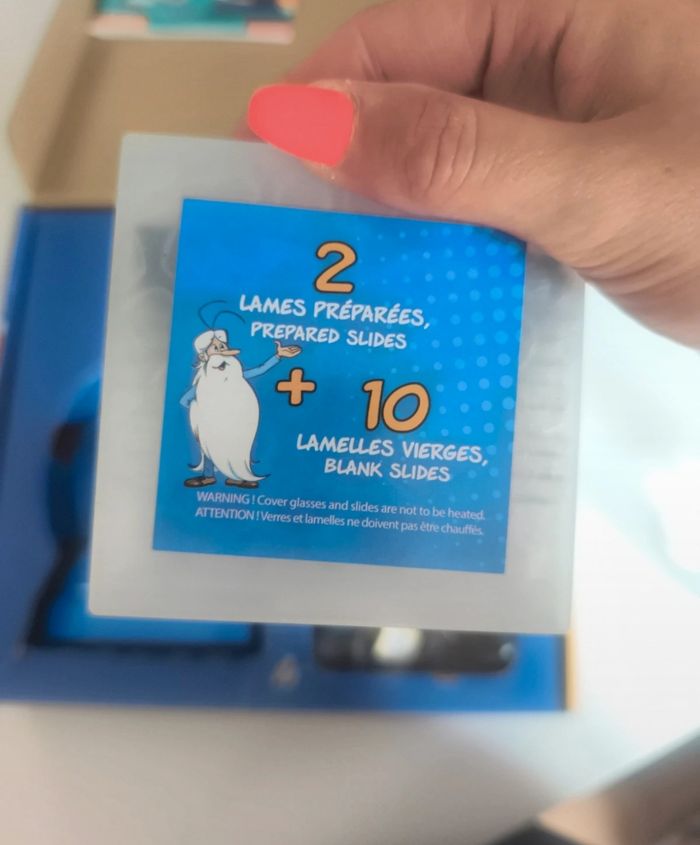 2
LAMES PRÉPARÉES,
PREPARED SLIDES
+ 10
LAMELLES VIERGES,
BLANK SLIDES
WARNING ! Cover glasses and slides are not to be heated.
ATTENTION ! Verres et lamelles ne doivent pas être chauffés.